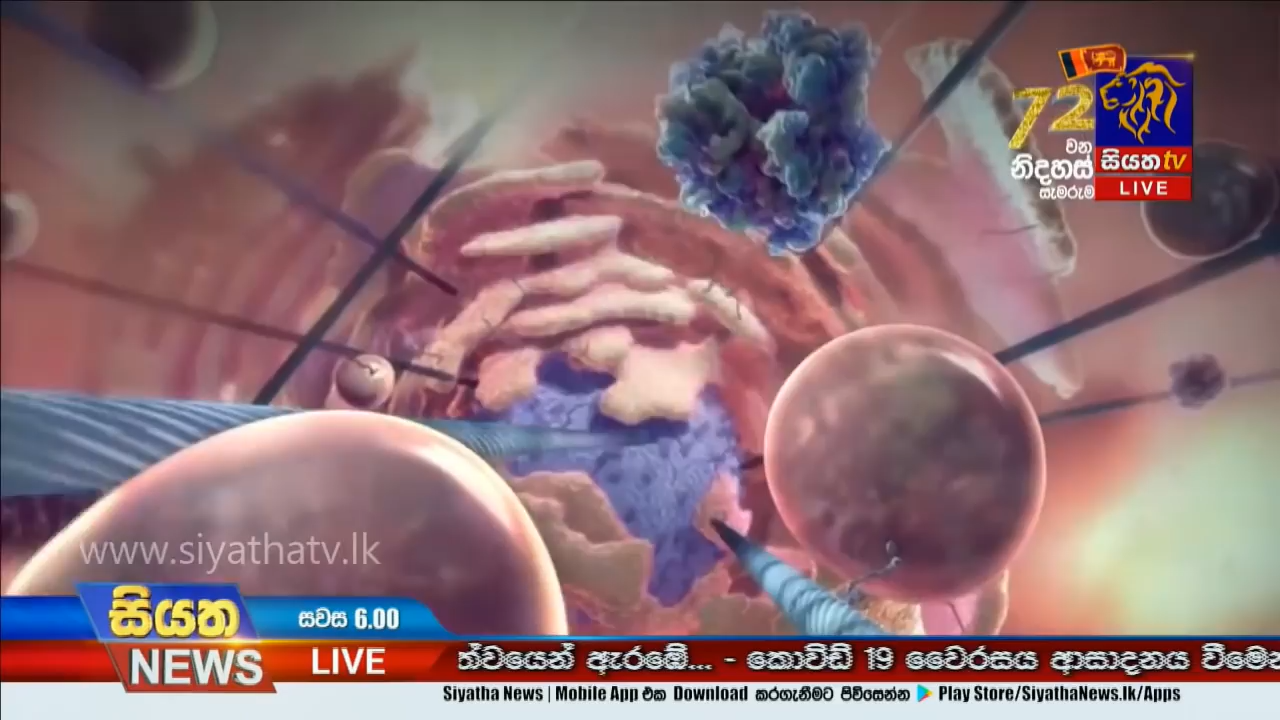 72
වන
නිදහස්
සැමරුම
සියත tv
LIVE
www.siyathatv.lk
සියත
NEWS
සවස 6.00
LIVE
ත්වයෙන් ඇරඹේ... - කොවිඩ් 19 වෛරසය ආසාදනය වීමෙන්
Siyatha News | Mobile App එක Download කරගැනීමට පිවිසෙන්න Play Store/SiyathaNews.lk/Apps